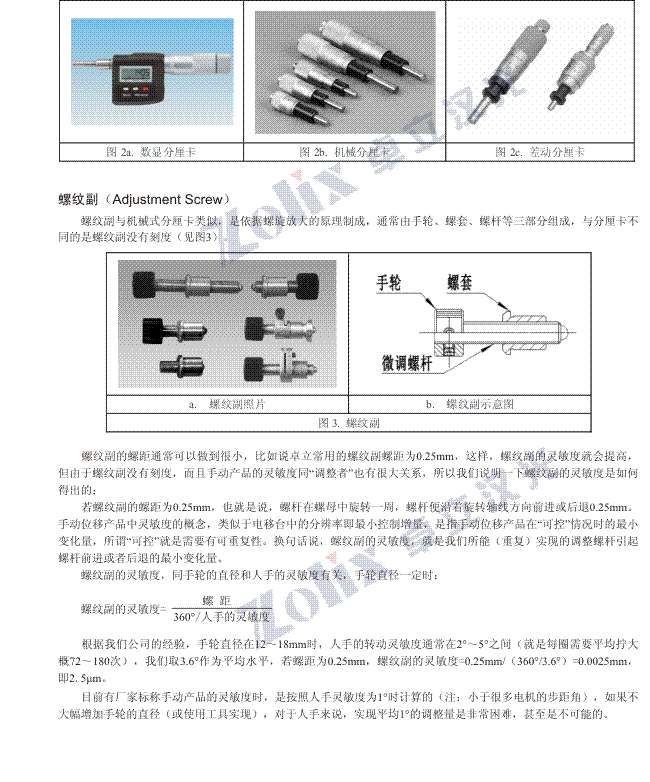 图 2a. 数显分厘卡
图 2b. 机械分厘卡
图 2c. 差动分厘卡
螺纹副（Adjustment Screw）
螺纹副与机械式分厘卡类似，是依据螺旋放大的原理制成，通常由手轮、螺套、螺杆等三部分组成，与分厘卡不
同的是螺纹副没有刻度（见图3）.
手轮
螺套
微调螺杆
a. 螺纹副照片
b. 螺纹副示意图
图 3. 螺纹副
螺纹副的螺距通常可以做到很小，比如说卓立常用的螺纹副螺距为0.25mm，这样，螺纹副的灵敏度就会提高，
但由于螺纹副没有刻度，而且手动产品的灵敏度同“调整者”也有很大关系，所以我们说明一下螺纹副的灵敏度是如何
得出的：
若螺纹副的螺距为0.25mm，也就是说，螺杆在螺母中旋转一周，螺杆便沿着旋转轴线方向前进或后退0.25mm。
手动位移产品中灵敏度的概念，类似于电移台中的分辨率即最小控制增量，是指手动位移产品在“可控”情况时的最小
变化量，所谓“可控”就是需要有可重复性。换句话说，螺纹副的灵敏度，就是我们所能（重复）实现的调整螺杆引起
螺杆前进或者后退的最小变化量。
螺纹副的灵敏度，同手轮的直径和人手的灵敏度有关，手轮直径一定时：
螺纹副的灵敏度= 螺 距
360°/人手的灵敏度
根据我们公司的经验，手轮直径在12～18mm时，人手的转动灵敏度通常在2°～5°之间（就是每圈需要平均拧大
概72～180次），我们取3.6°作为平均水平，若螺距为0.25mm，螺纹副的灵敏度=0.25mm/（360°/3.6°）=0.0025mm，
即2. 5μm。
目前有厂家标称手动产品的灵敏度时，是按照人手灵敏度为1°时计算的（注：小于很多电机的步距角），如果不
大幅增加手轮的直径（或使用工具实现），对于人手来说，实现平均1°的调整量是非常困难，甚至是不可能的。
Zolix 卓立汉光
Zolix 卓立汉光